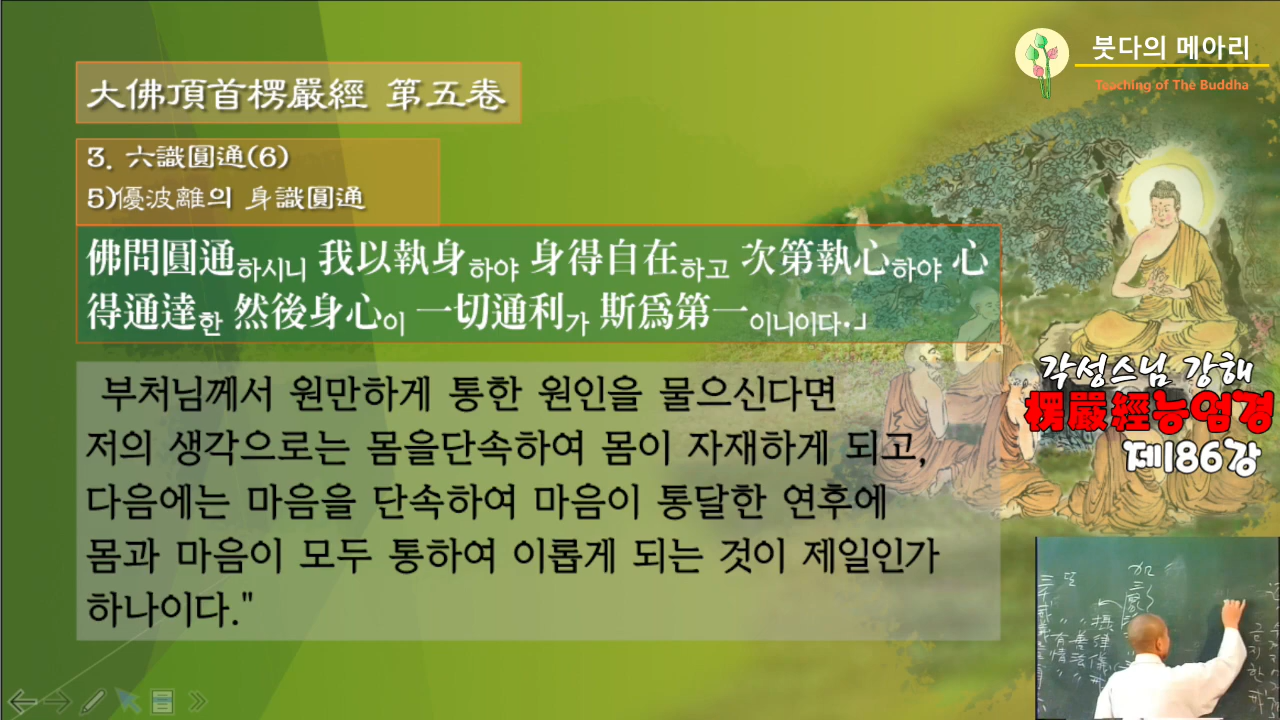 大佛頂首楞嚴經 第五卷
3. 六識圓通(6)
5)優波離의 身識圓通
佛問圓通하시니 我以執身하야 身得自在하고 次第執心하야 心
得通達한 然後身心이 一切通利가 斯爲第一이니이다.」
부처님께서 원만하게 통한 원인을 물으신다면
저의 생각으로는 몸을단속하여 몸이 자재하게 되고,
다음에는 마음을 단속하여 마음이 통달한 연후에
몸과 마음이 모두 통하여 이롭게 되는 것이 제일인가
하나이다."
붓다의 메아리
Teaching of The Buddha
각성스님 강해
楞嚴經능엄경
제186강
攝律儀
善法
有情